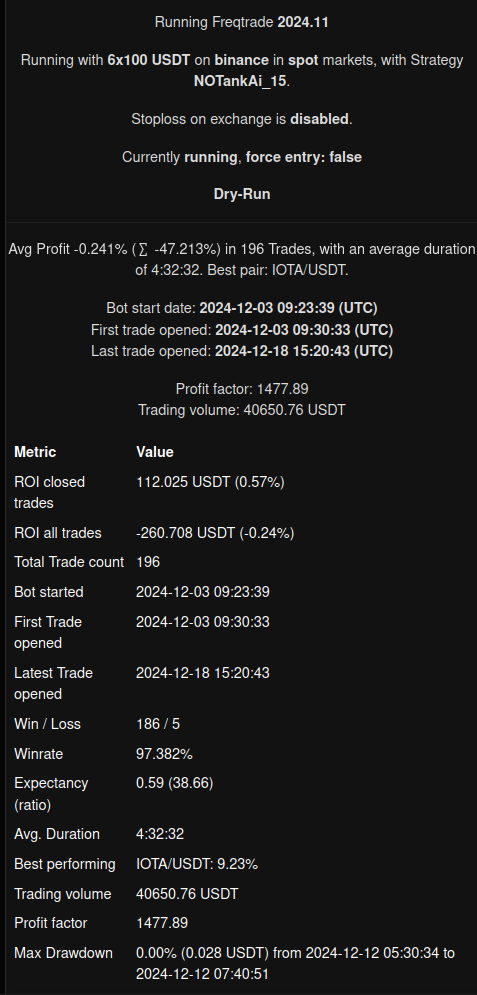 Running Freqtrade 2024.11
Running with 6x100 USDT on binance in spot markets, with Strategy
NOTankAi_15.
Stoploss on exchange is disabled.
Currently running, force entry: false
Dry-Run
Avg Profit -0.241% (∑ -47.213%) in 196 Trades, with an average duration
of 4:32:32. Best pair: IOTA/USDT.
Bot start date: 2024-12-03 09:23:39 (UTC)
First trade opened: 2024-12-03 09:30:33 (UTC)
Last trade opened: 2024-12-18 15:20:43 (UTC)
Profit factor: 1477.89
Trading volume: 40650.76 USDT
Metric Value
ROI closed 112.025 USDT (0.57%)
trades
ROI all trades -260.708 USDT (-0.24%)
Total Trade count 196
Bot started 2024-12-03 09:23:39
First Trade 2024-12-03 09:30:33
opened
Latest Trade 2024-12-18 15:20:43
opened
Win / Loss 186 / 5
Winrate 97.382%
Expectancy 0.59 (38.66)
(ratio)
Avg. Duration 4:32:32
Best performing IOTA/USDT: 9.23%
Trading volume 40650.76 USDT
Profit factor 1477.89
Max Drawdown 0.00% (0.028 USDT) from 2024-12-12 05:30:34 to
2024-12-12 07:40:51